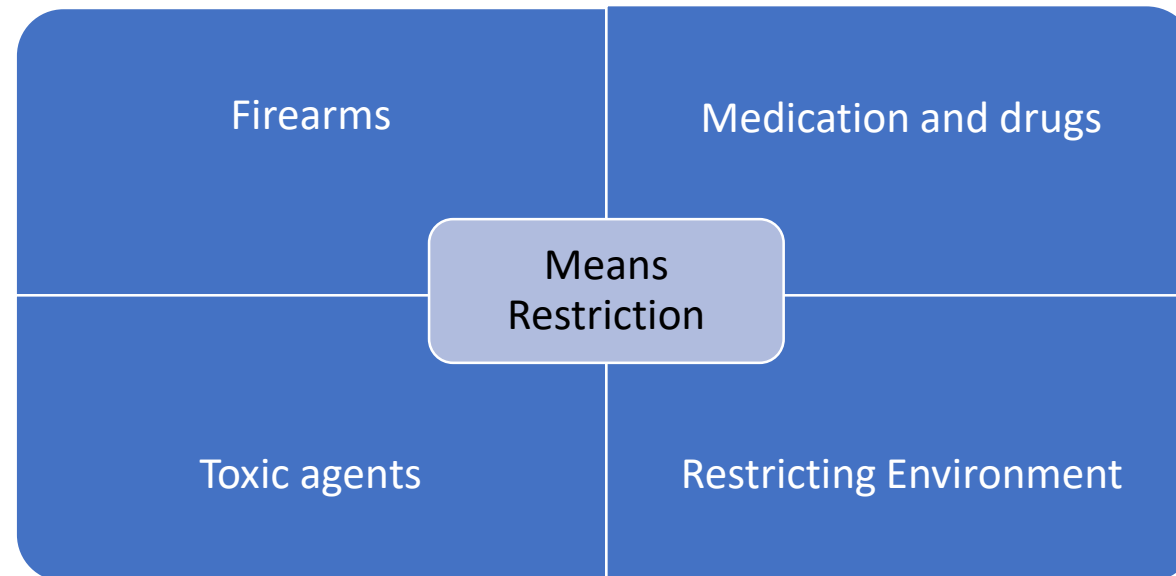 Firearms
Medication and drugs
Means
Restriction
Toxic agents
Restricting Environment